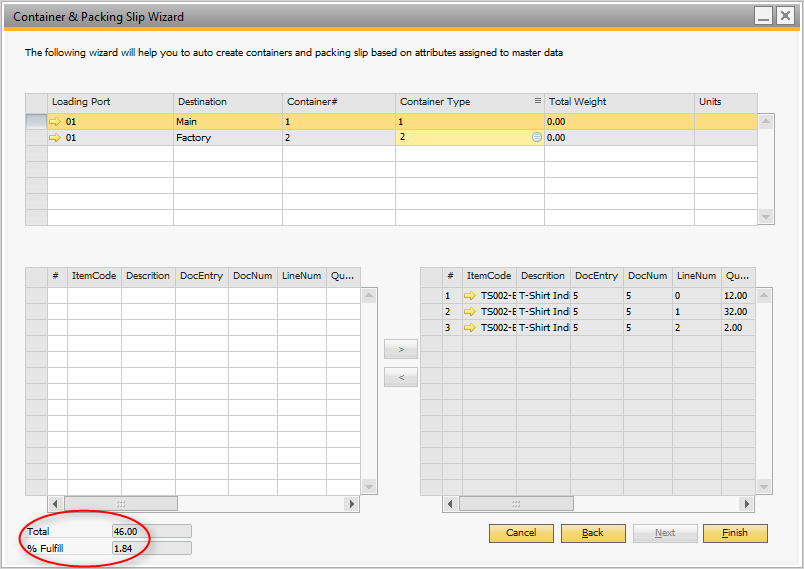 Container & Packing Slip Wizard
The following wizard will help you to auto create containers and packing slip based on attributes assigned to master data
Loading Port Destination Container# Container Type Total Weight Units
01 Main 1 1 0.00
01 Factory 2 2 0.00
# ItemCode Descrition DocEntry DocNum LineNum Qu...
# ItemCode Descrition DocEntry DocNum LineNum Qu...
1 TS002-E T-Shirt Indi 5 5 0 12.00
2 TS002-E T-Shirt Indi 5 5 1 32.00
3 TS002-E T-Shirt Indi 5 5 2 2.00
>
<
Total 46.00
% Fulfill 1.84
Cancel Back Next Finish